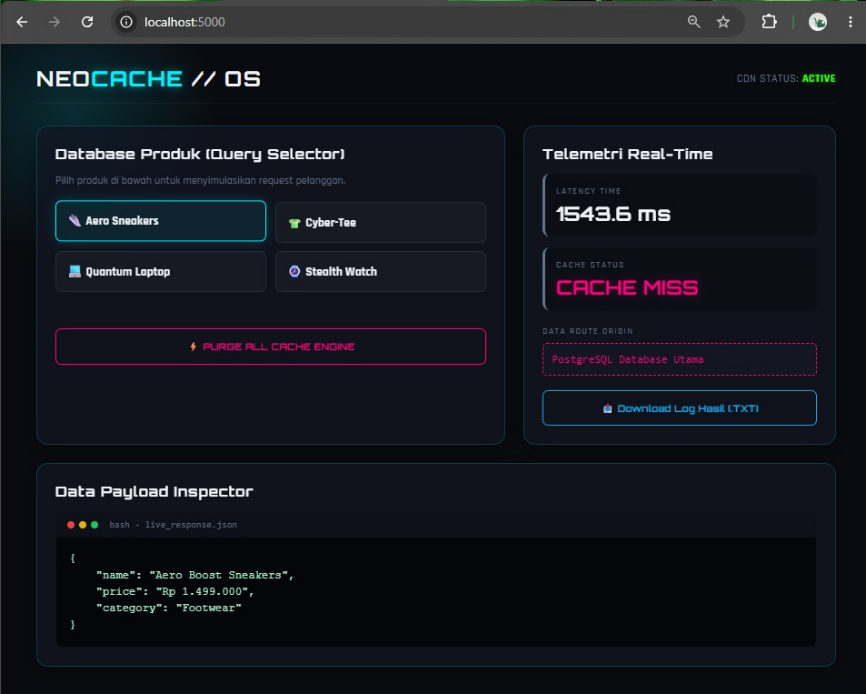 localhost:5000
NEOCACHE // OS
CDN STATUS: ACTIVE
Database Produk (Query Selector)
Pilih produk di bawah untuk menyimulasikan request pelanggan.
Aero Sneakers
Cyber-Tee
Quantum Laptop
Stealth Watch
PURGE ALL CACHE ENGINE
Telemetri Real-Time
LATENCY TIME
1543.6 ms
CACHE STATUS
CACHE MISS
DATA ROUTE ORIGIN
PostgreSQL Database Utama
Download Log Hasil (.TXT)
Data Payload Inspector
bash - live_response.json
{
    "name": "Aero Boost Sneakers",
    "price": "Rp 1.499.000",
    "category": "Footwear"
}